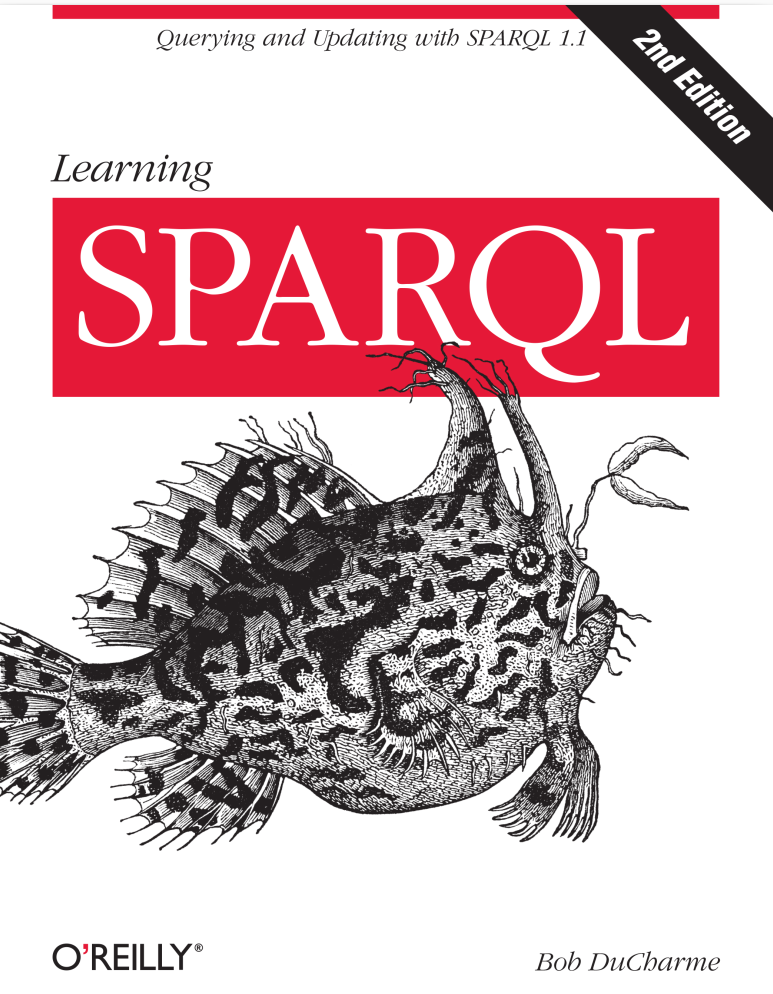 Querying and Updating with SPARQL 1.1
2nd Edition
Learning
SPARQL
O'REILLY®
Bob DuCharme